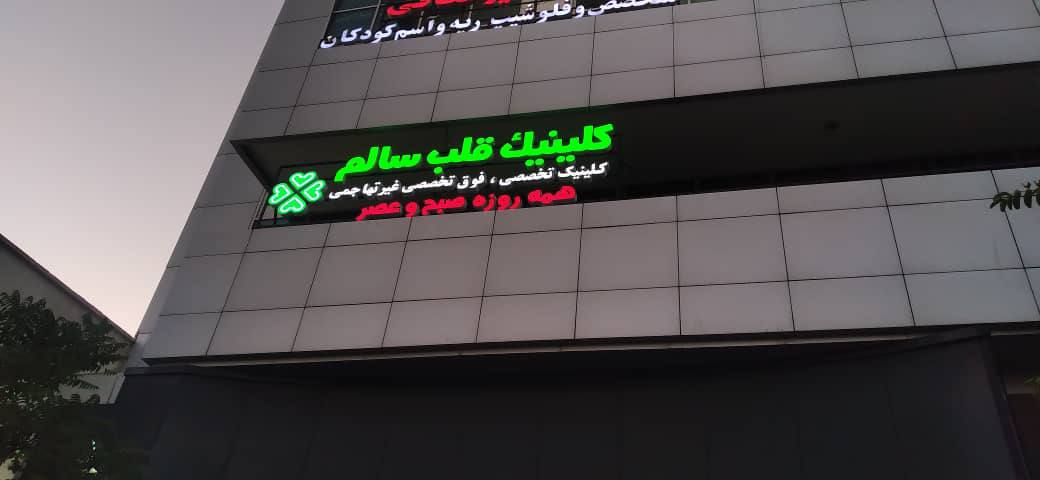 متخصص و فلوشیپ ریه و آسم کودکان
کلینیک قلب سالم
کلینیک تخصصی ، فوق تخصصی غیرتهاجمی
همه روزه صبح و عصر